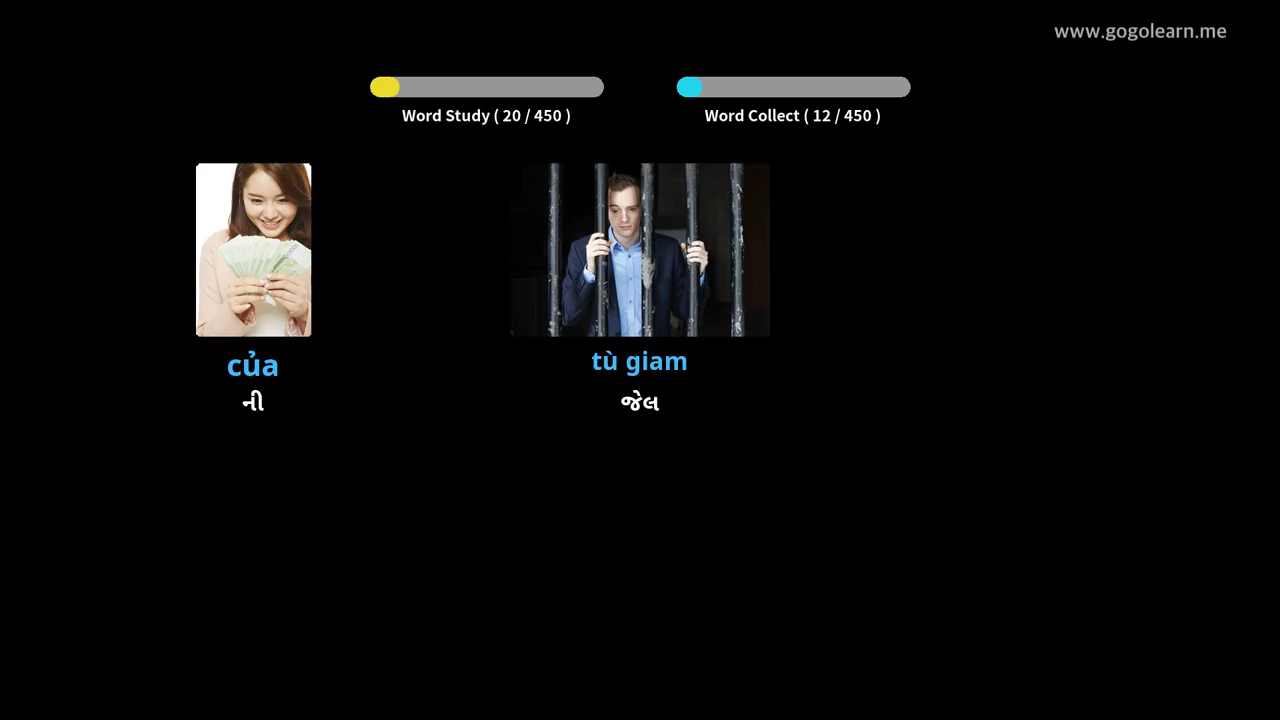 www.gogolearn.me
Word Study ( 20 / 450 )
Word Collect ( 12 / 450 )
của
ની
tù giam
જેલ